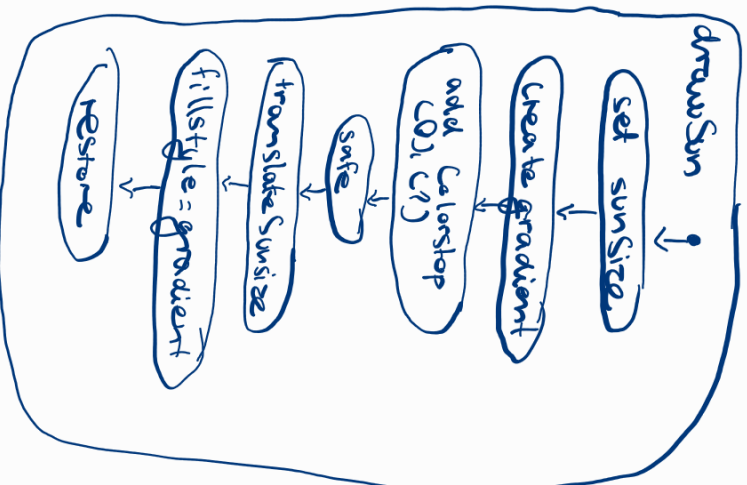 drawSun
set sunSize
create gradient
add Colorstop
(0), (1)
safe
translate Sunsize
fillstyle = gradient
restore